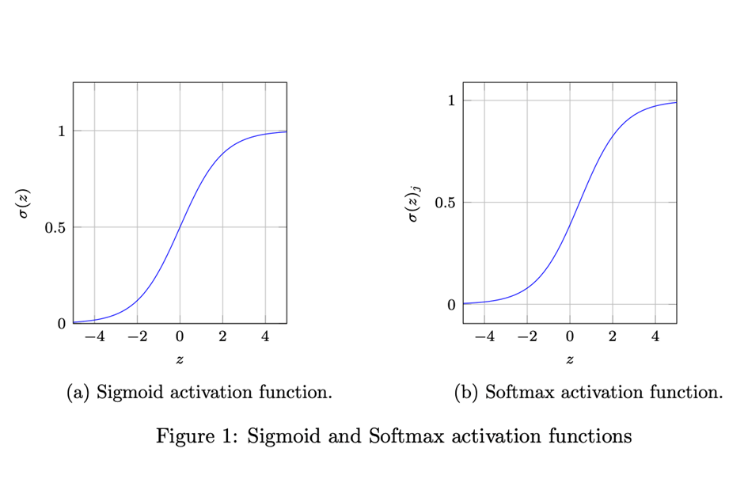 1
0.5
0
σ(z)
−4 −2 0 2 4
z
(a) Sigmoid activation function.
1
0.5
0
σ(z)j
−4 −2 0 2 4
z
(b) Softmax activation function.
Figure 1: Sigmoid and Softmax activation functions